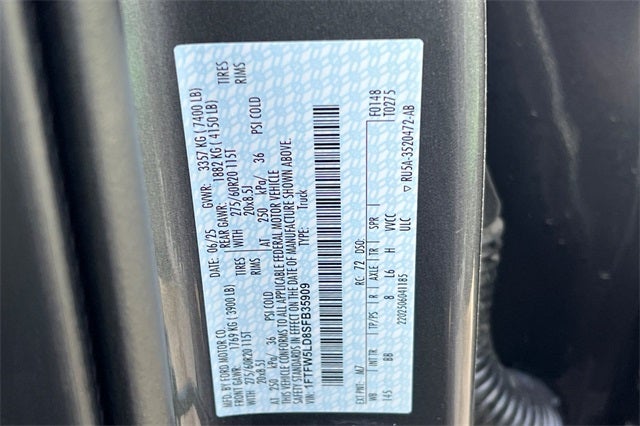 MFD. BY FORD MOTOR CO.
DATE: 06/25 GVWR: 3357 KG (7400 LB)
FRONT GAWR: 1769 KG (3900 LB) REAR GAWR: 1882 KG (4150 LB)
275/60R20 115T WITH TIRES 275/60R20 115T WITH TIRES
20x8.5J RIMS 20x8.5J RIMS
AT 250 kPa/ 36 PSI COLD AT 250 kPa/ 36 PSI COLD
THIS VEHICLE CONFORMS TO ALL APPLICABLE FEDERAL MOTOR VEHICLE
SAFETY STANDARDS IN EFFECT ON THE DATE OF MANUFACTURE SHOWN ABOVE.
VIN: 1FTFW5LD8SFB35909 TYPE: Truck
F0148
T0275
EXT PNT: M7 RC: 72 DSO:
WB INT TR TP/PS R AXLE TR SPR
145 BB 8 L6 H VVCC
2202506041185 ULC
▽ RU5A-3520472-AB